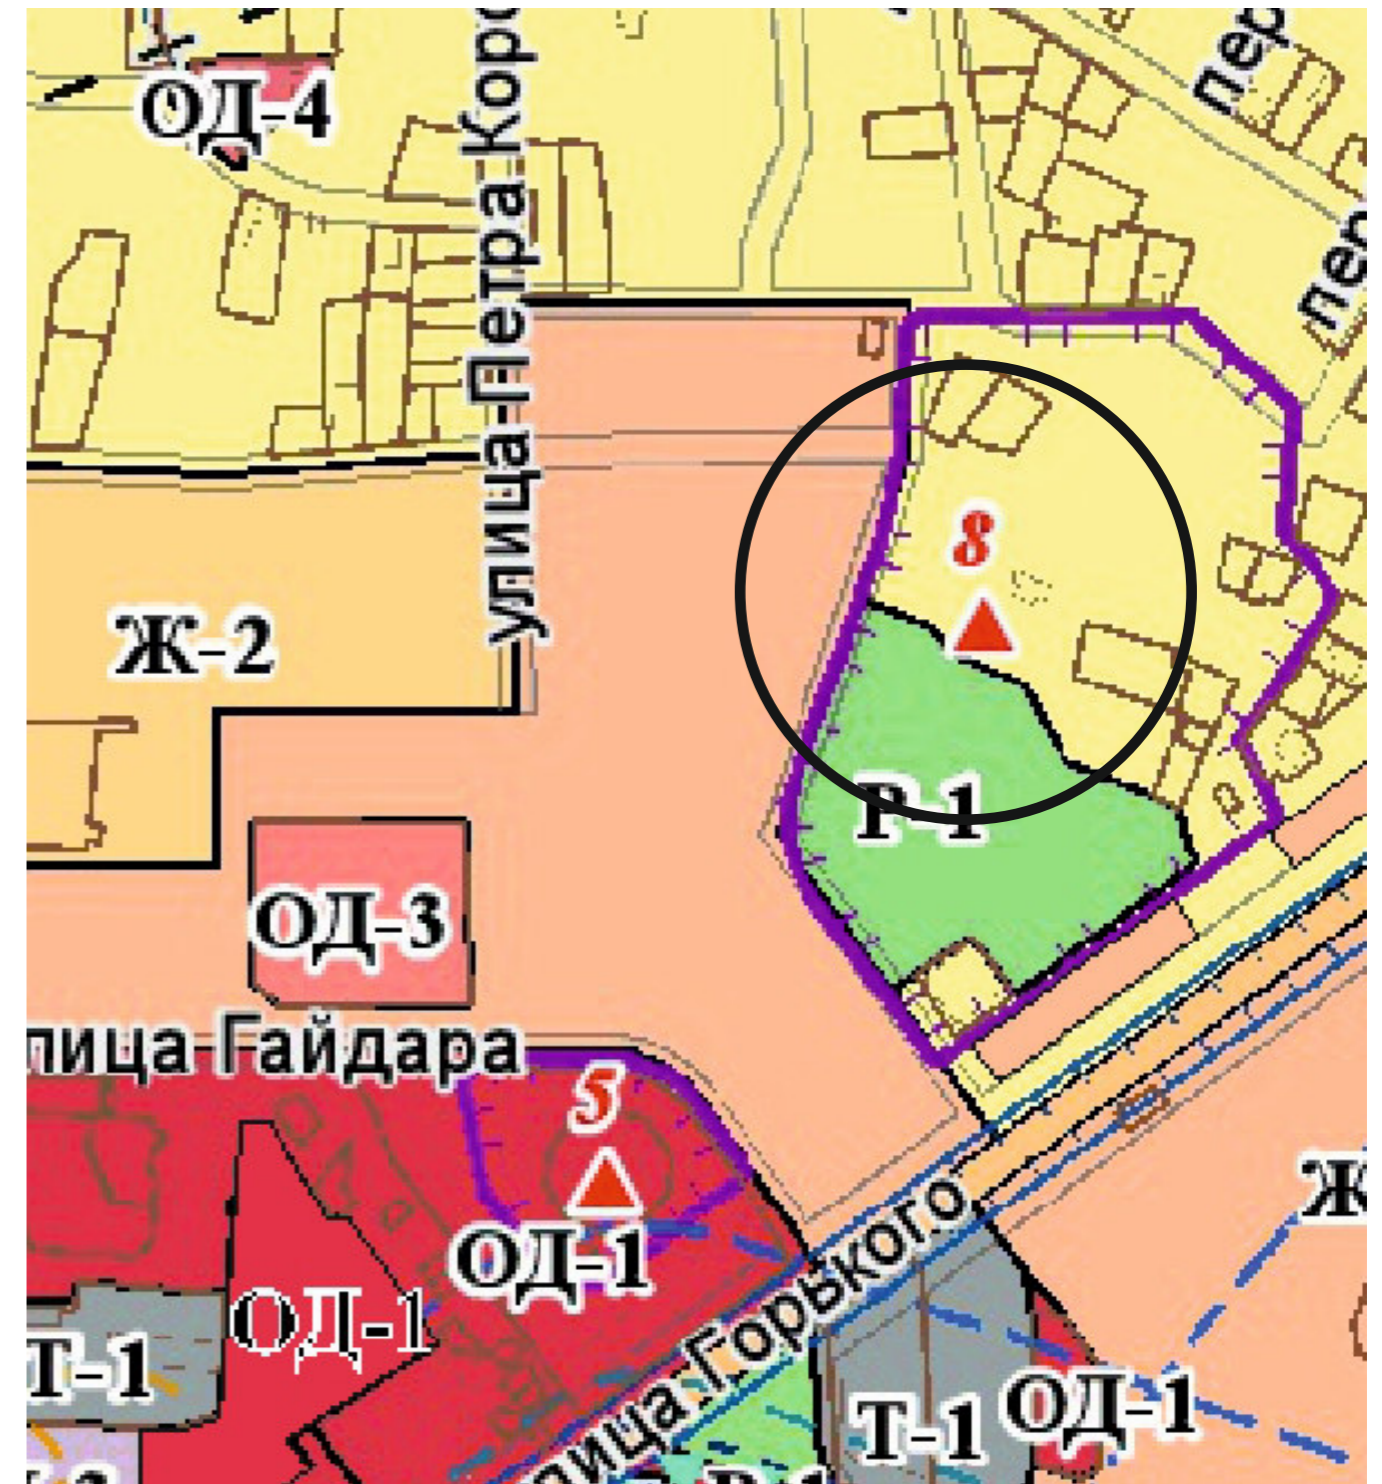 ОД-4
улица Петра Коро
пер
пер
8
Ж-2
Р-1
ОД-3
лица Гайдара
5
ОД-1
ОД-1
Т-1
Ж
лица Горького
Т-1
ОД-1
Р-1